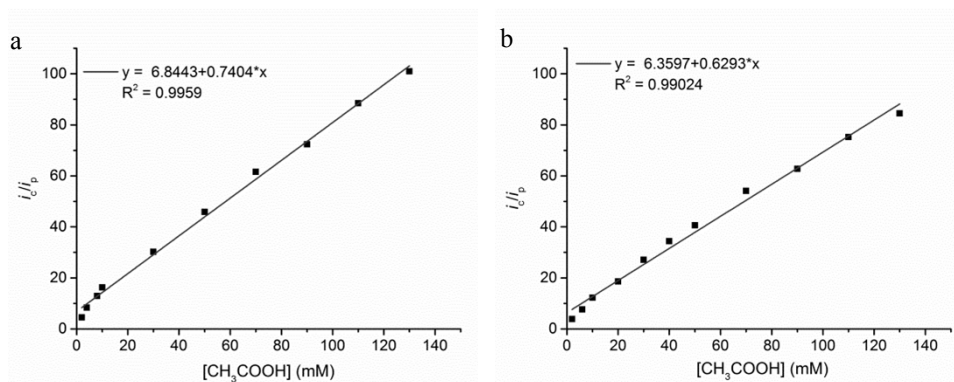 a
y = 6.8443+0.7404*x
R² = 0.9959
100
80
60
40
20
0
i_c/i_p
0 20 40 60 80 100 120 140
[CH₃COOH] (mM)
b
y = 6.3597+0.6293*x
R² = 0.99024
100
80
60
40
20
0
i_c/i_p
0 20 40 60 80 100 120 140
[CH₃COOH] (mM)